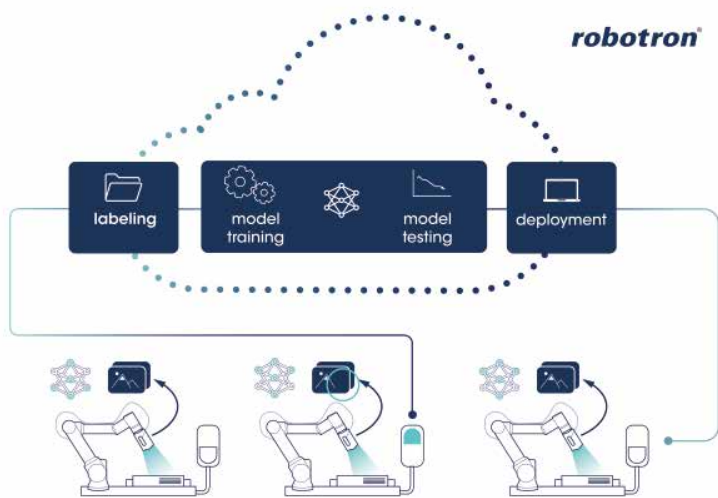 robotron
labeling
model
training
model
testing
deployment